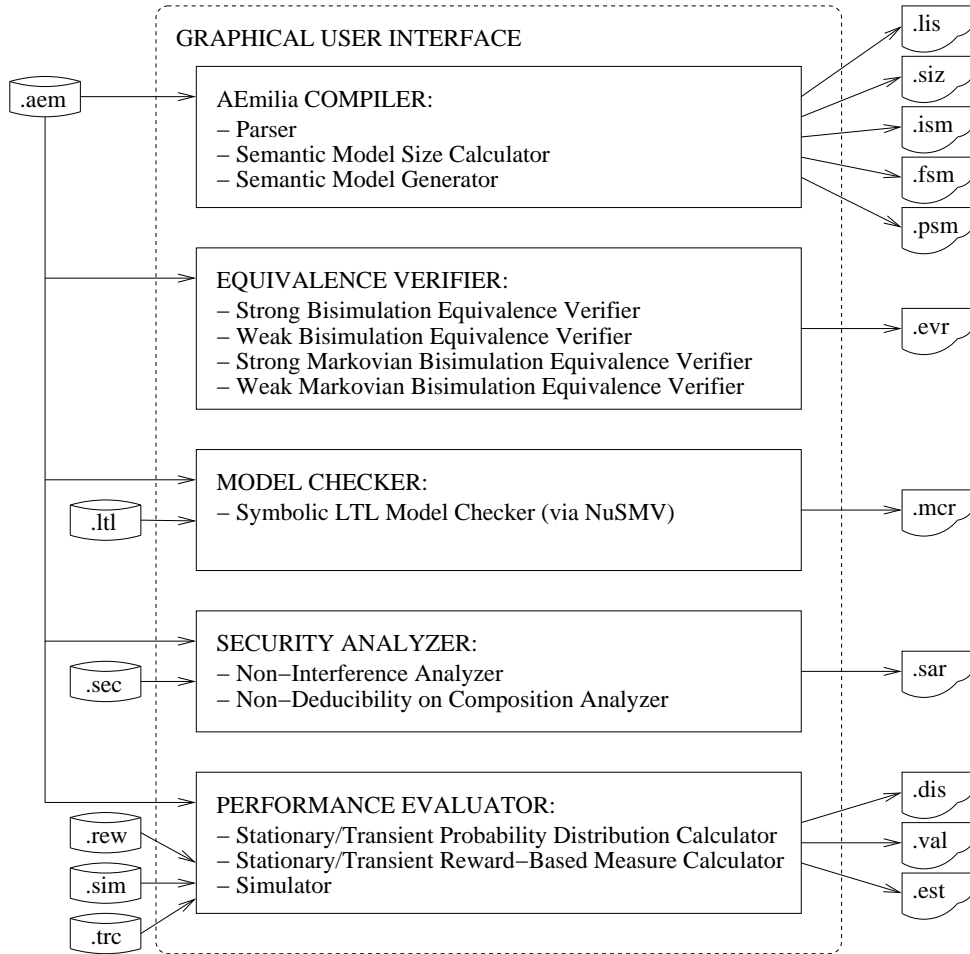 GRAPHICAL USER INTERFACE
.aem
AEmilia COMPILER:
− Parser
− Semantic Model Size Calculator
− Semantic Model Generator
.lis
.siz
.ism
.fsm
.psm
EQUIVALENCE VERIFIER:
− Strong Bisimulation Equivalence Verifier
− Weak Bisimulation Equivalence Verifier
− Strong Markovian Bisimulation Equivalence Verifier
− Weak Markovian Bisimulation Equivalence Verifier
.evr
MODEL CHECKER:
.ltl
− Symbolic LTL Model Checker (via NuSMV)
.mcr
SECURITY ANALYZER:
.sec
− Non−Interference Analyzer
− Non−Deducibility on Composition Analyzer
.sar
PERFORMANCE EVALUATOR:
− Stationary/Transient Probability Distribution Calculator
− Stationary/Transient Reward−Based Measure Calculator
− Simulator
.rew
.sim
.trc
.dis
.val
.est